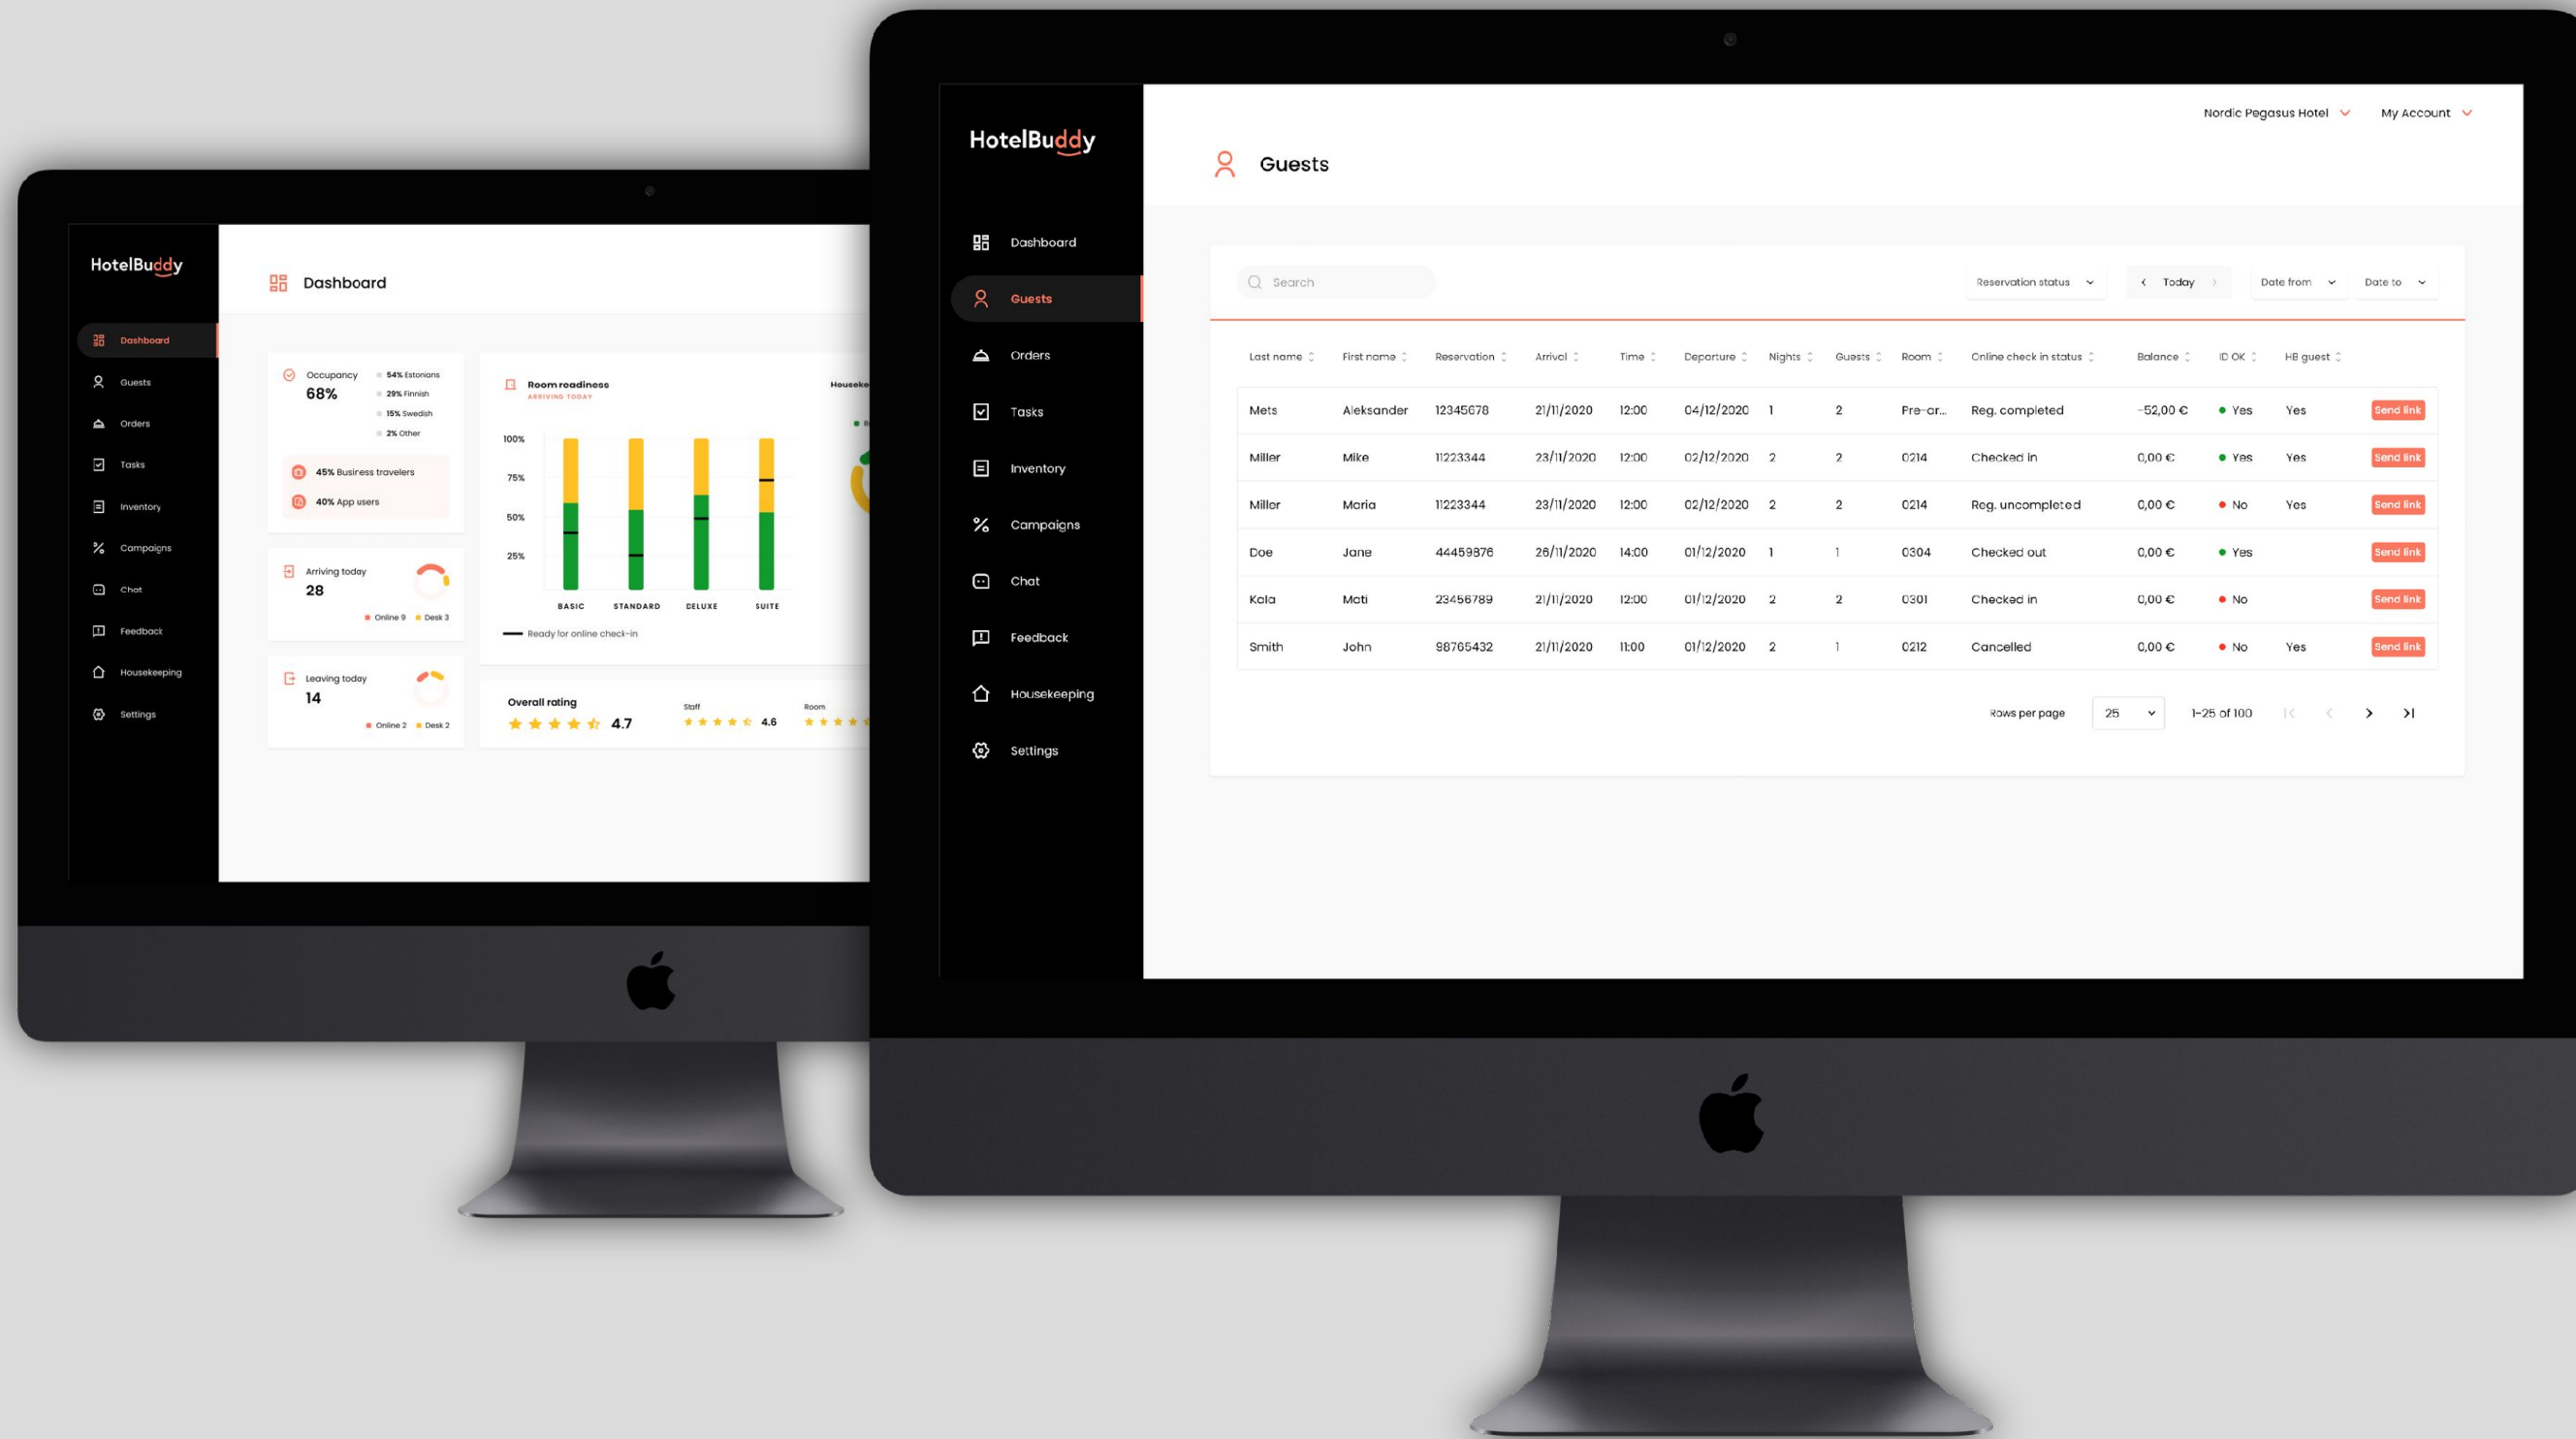 HotelBuddy
Dashboard
Dashboard
Guests
Orders
Tasks
Inventory
Campaigns
Chat
Feedback
Housekeeping
Settings
Occupancy
68%
54% Estonians
29% Finnish
15% Swedish
2% Other
45% Business travelers
40% App users
Arriving today
28
Online 9 Desk 3
Leaving today
14
Online 2 Desk 2
Room readiness
ARRIVING TODAY
100%
75%
50%
25%
BASIC STANDARD DELUXE SUITE
Ready for online check-in
Overall rating
4.7
Staff
4.6
Room
HotelBuddy
Nordic Pegasus Hotel My Account
Guests
Dashboard
Guests
Orders
Tasks
Inventory
Campaigns
Chat
Feedback
Housekeeping
Settings
Search Reservation status Today Date from Date to
Last name First name Reservation Arrival Time Departure Nights Guests Room Online check in status Balance ID OK HB guest
Mets Aleksander 12345678 21/11/2020 12:00 04/12/2020 1 2 Pre-ar... Reg. completed -52,00 € Yes Yes Send link
Miller Mike 11223344 23/11/2020 12:00 02/12/2020 2 2 0214 Checked in 0,00 € Yes Yes Send link
Miller Maria 11223344 23/11/2020 12:00 02/12/2020 2 2 0214 Reg. uncompleted 0,00 € No Yes Send link
Doe Jane 44459876 26/11/2020 14:00 01/12/2020 1 1 0304 Checked out 0,00 € Yes Send link
Kala Mati 23456789 21/11/2020 12:00 01/12/2020 2 2 0301 Checked in 0,00 € No Send link
Smith John 98765432 21/11/2020 11:00 01/12/2020 2 1 0212 Cancelled 0,00 € No Yes Send link
Rows per page 25 1-25 of 100